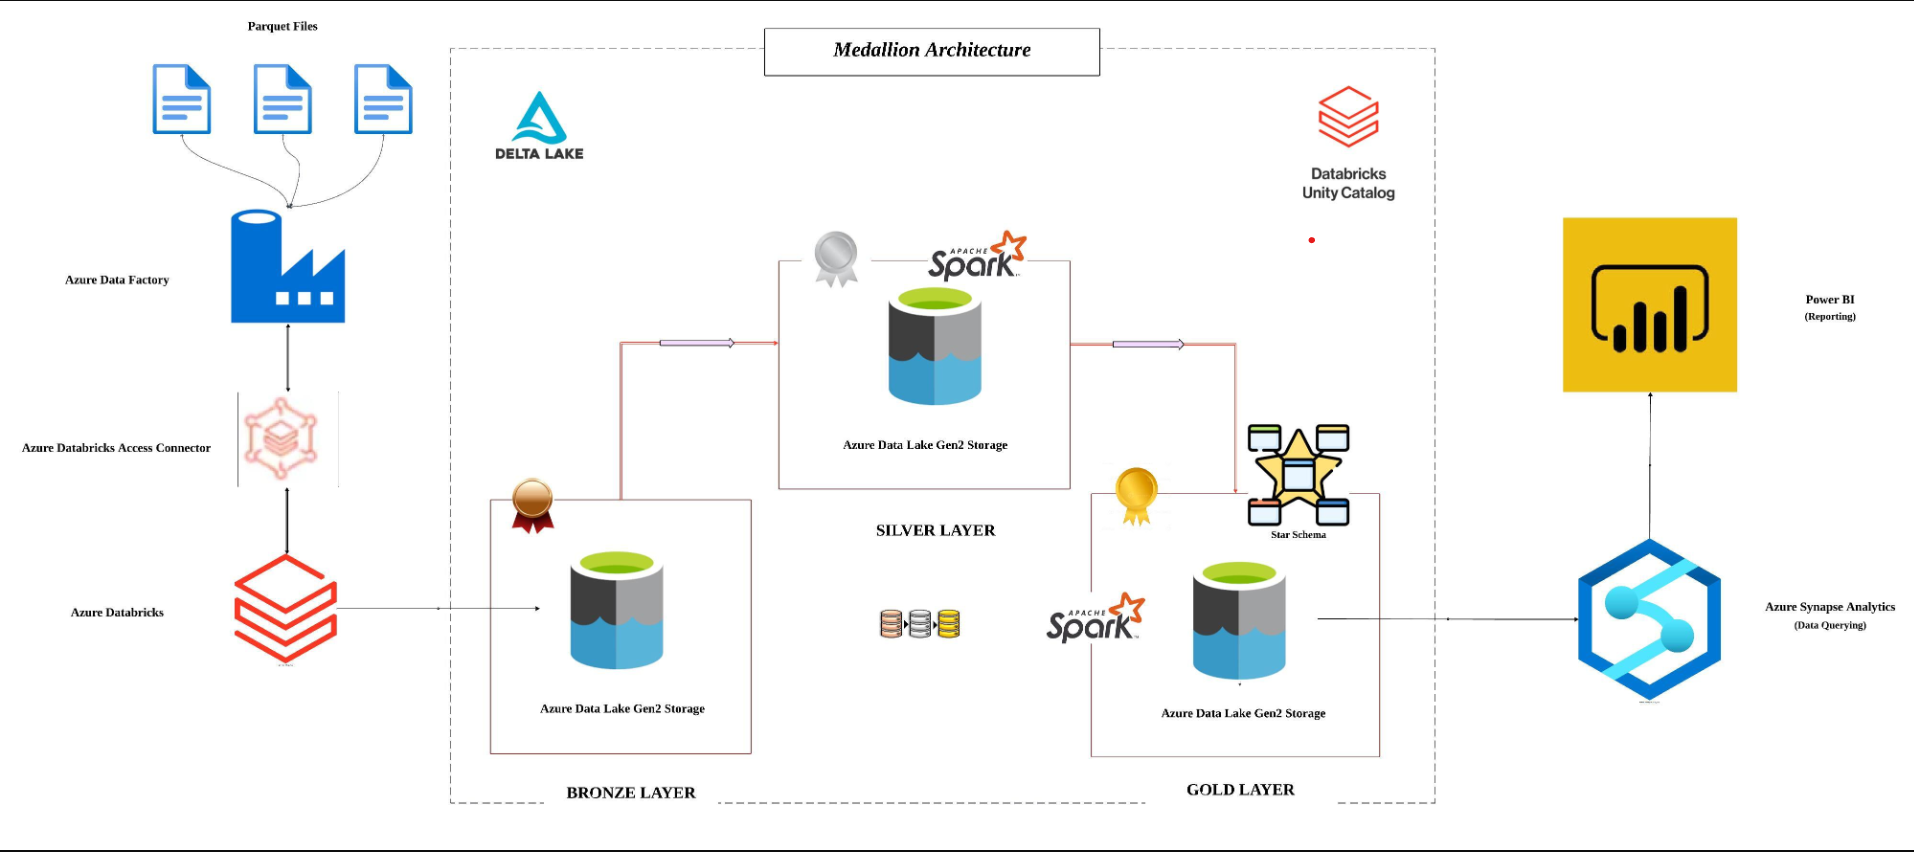 Parquet Files
Medallion Architecture
DELTA LAKE
Databricks
Unity Catalog
APACHE
Spark
Azure Data Factory
Power BI
(Reporting)
Azure Databricks Access Connector
Azure Data Lake Gen2 Storage
SILVER LAYER
Star Schema
Azure Databricks
APACHE
Spark
Azure Synapse Analytics
(Data Querying)
Azure Data Lake Gen2 Storage
Azure Data Lake Gen2 Storage
BRONZE LAYER
GOLD LAYER